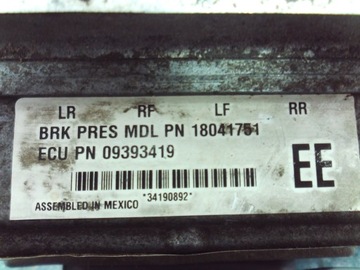 LR RF LF RR
BRK PRES MDL PN 18041751
ECU PN 09393419
EE
*34190892*
ASSEMBLED IN MEXICO